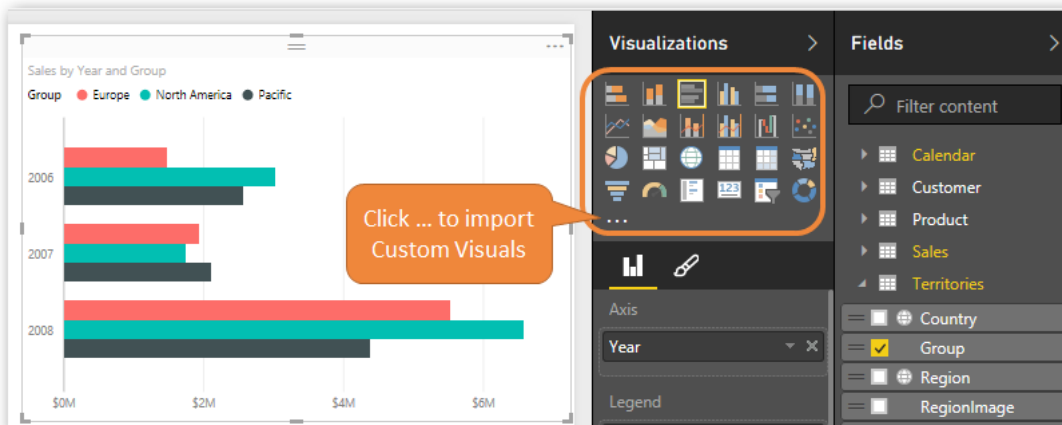 Sales by Year and Group
Group Europe North America Pacific
2006
2007
2008
$0M $2M $4M $6M
Click ... to import
Custom Visuals
Visualizations
123
...
Axis
Year
Legend
Fields
Filter content
Calendar
Customer
Product
Sales
Territories
Country
Group
Region
RegionImage